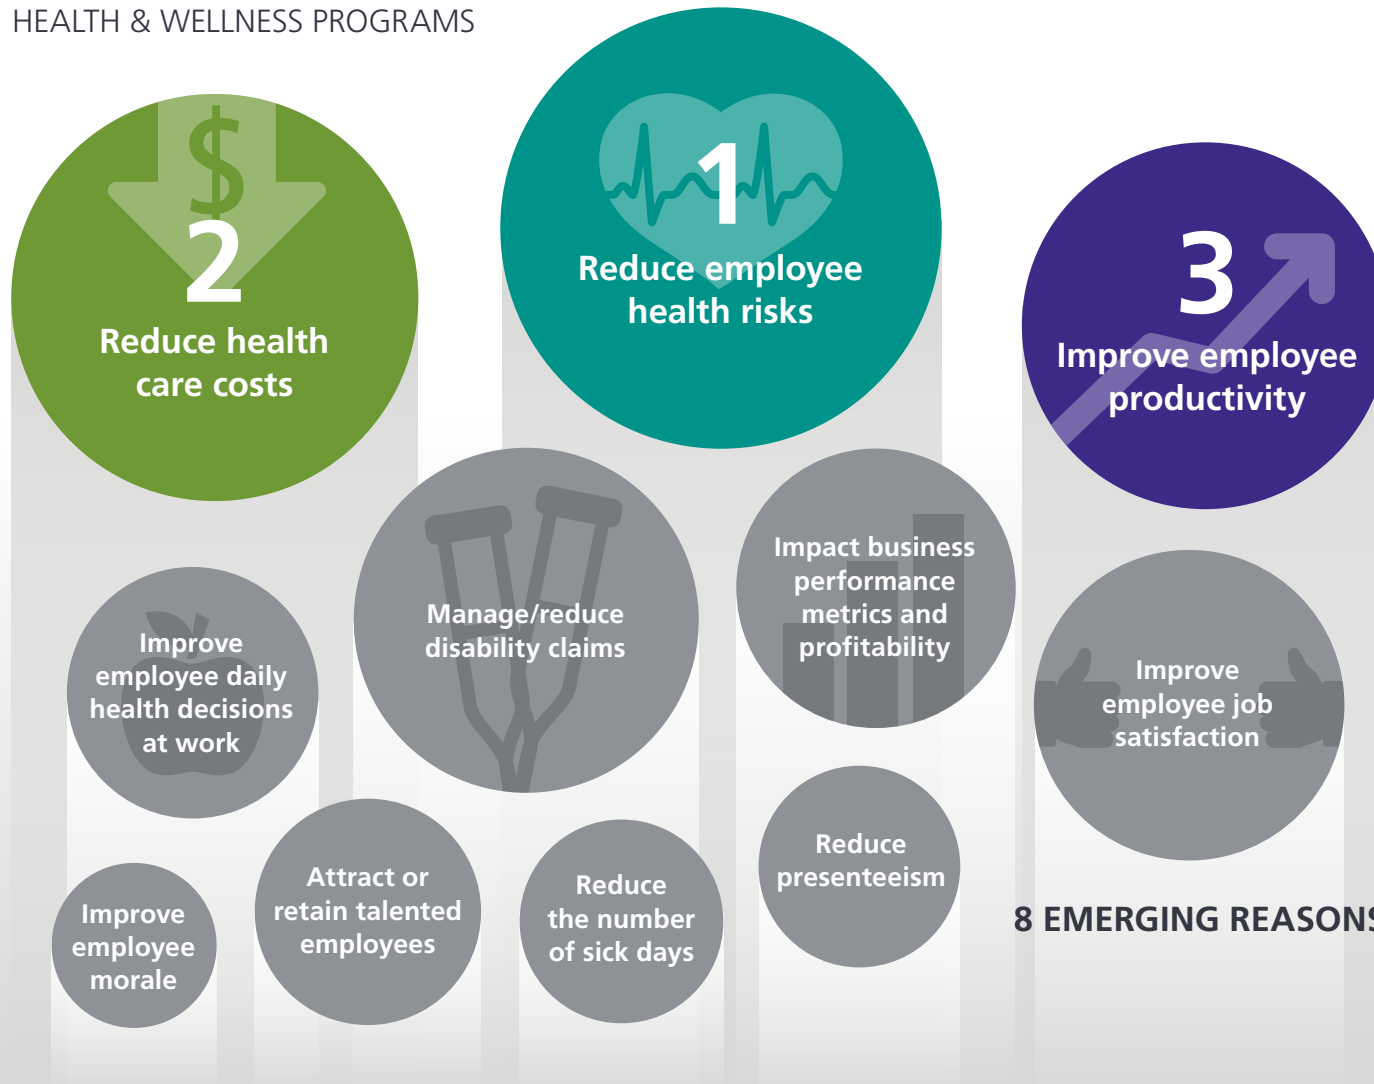 HEALTH & WELLNESS PROGRAMS
1
Reduce employee
health risks
$
2
Reduce health
care costs
3
Improve employee
productivity
Manage/reduce
disability claims
Impact business
performance
metrics and
profitability
Improve
employee daily
health decisions
at work
Improve
employee job
satisfaction
Attract or
retain talented
employees
Reduce
the number
of sick days
Reduce
presenteeism
Improve
employee
morale
8 EMERGING REASONS